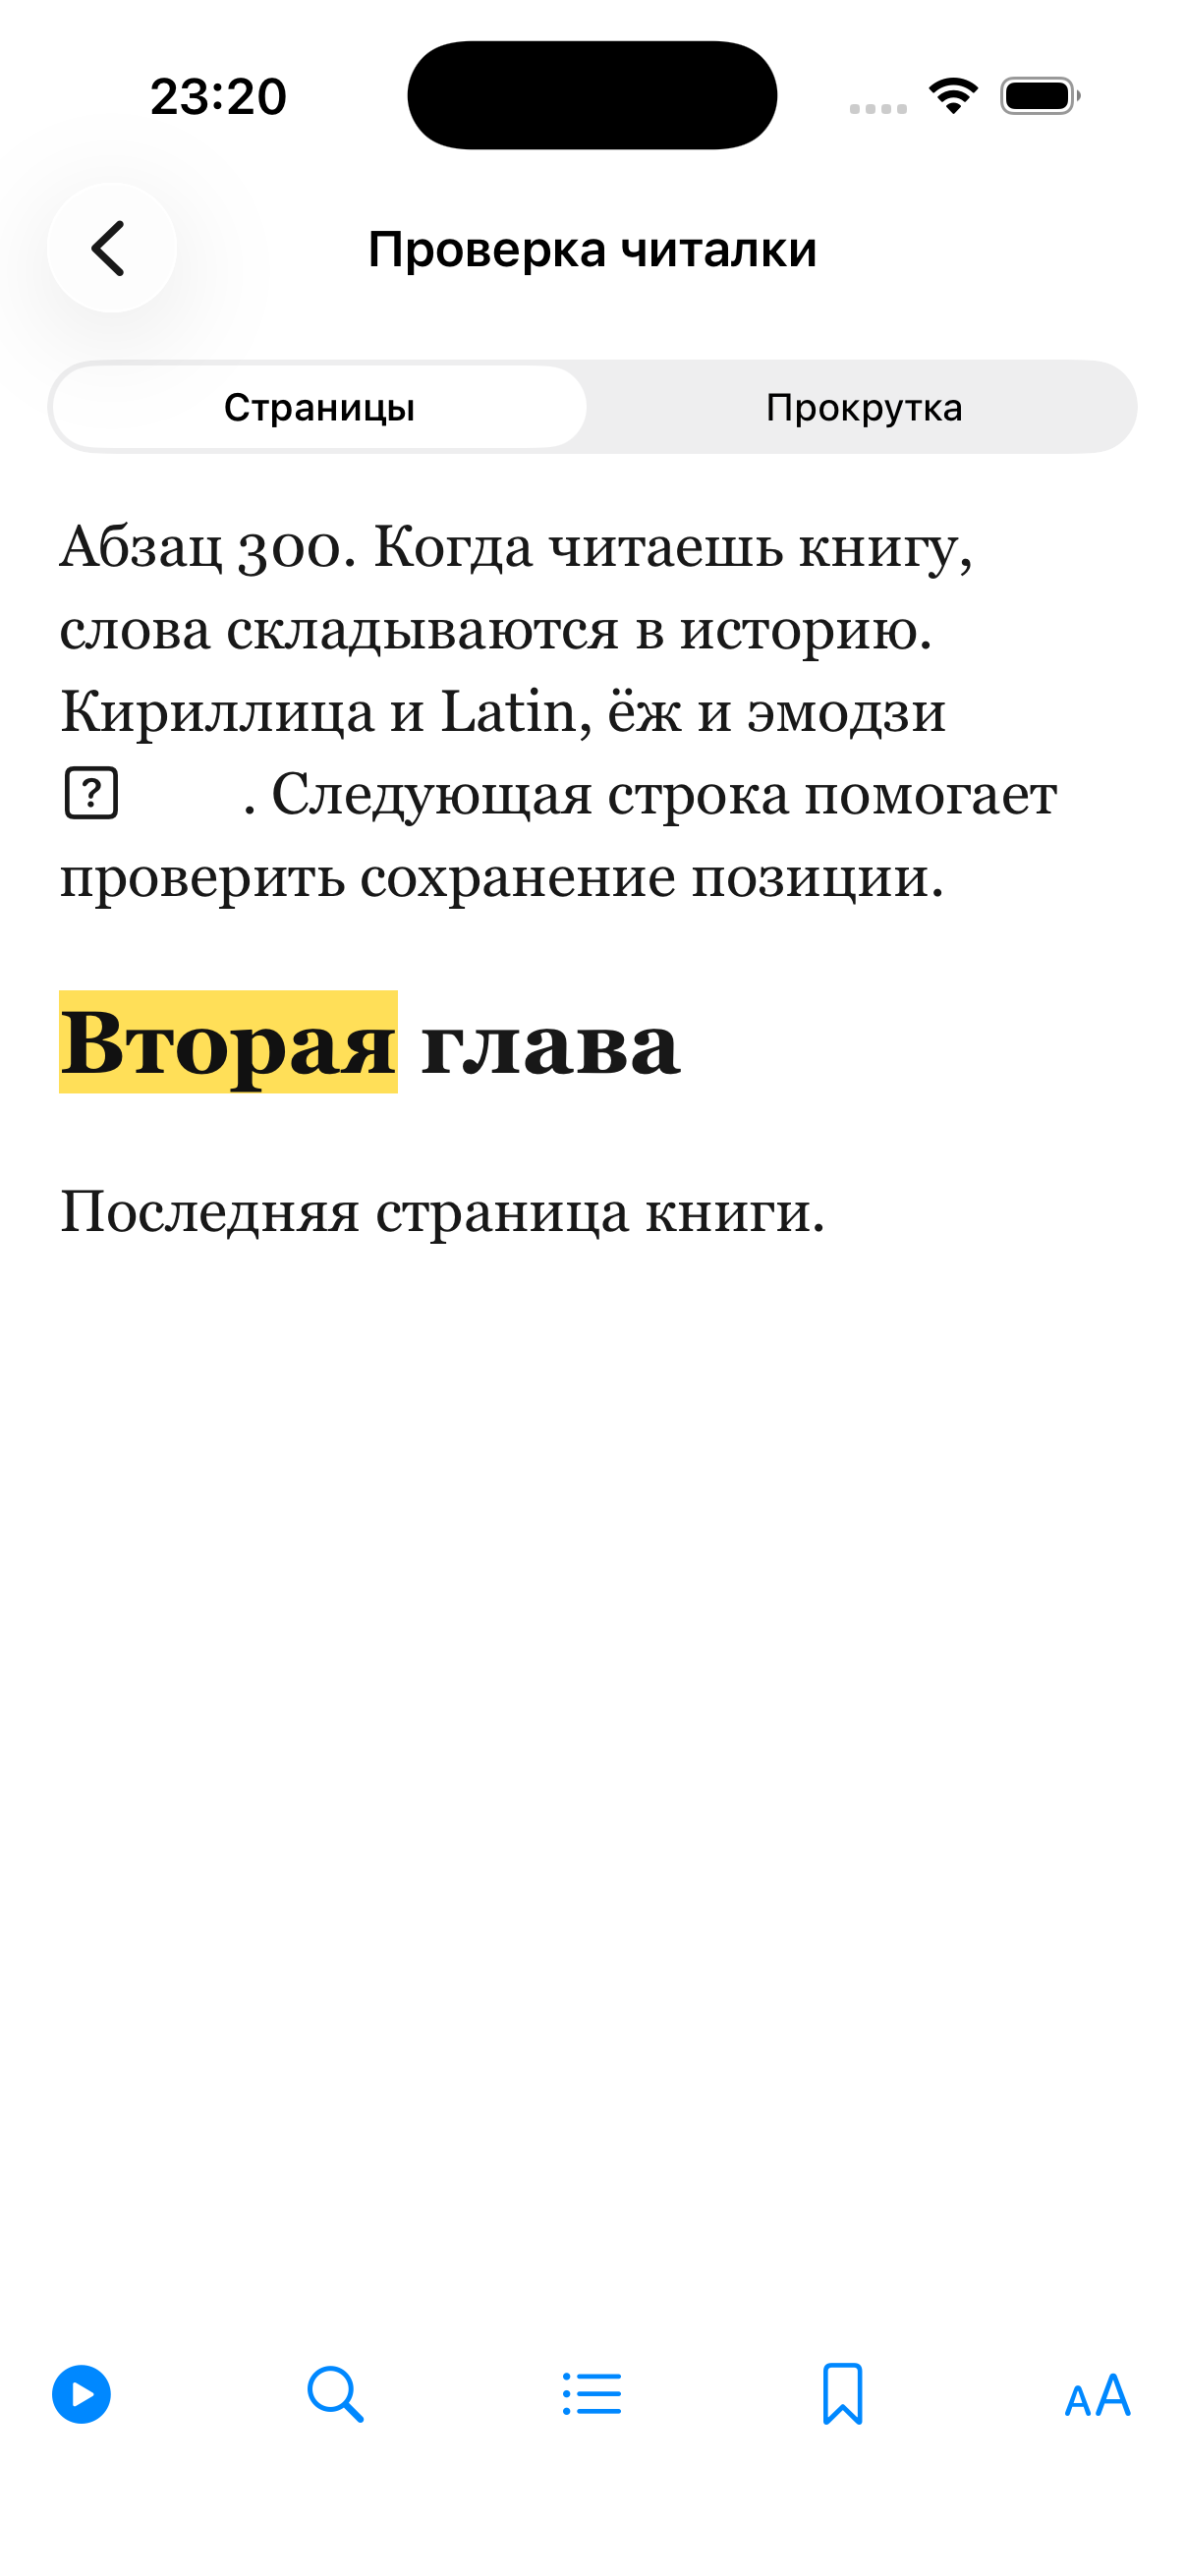 23:20
Проверка читалки
Страницы
Прокрутка
Абзац 300. Когда читаешь книгу,
слова складываются в историю.
Кириллица и Latin, ёж и эмодзи
. Следующая строка помогает
проверить сохранение позиции.
Вторая глава
Последняя страница книги.
AA